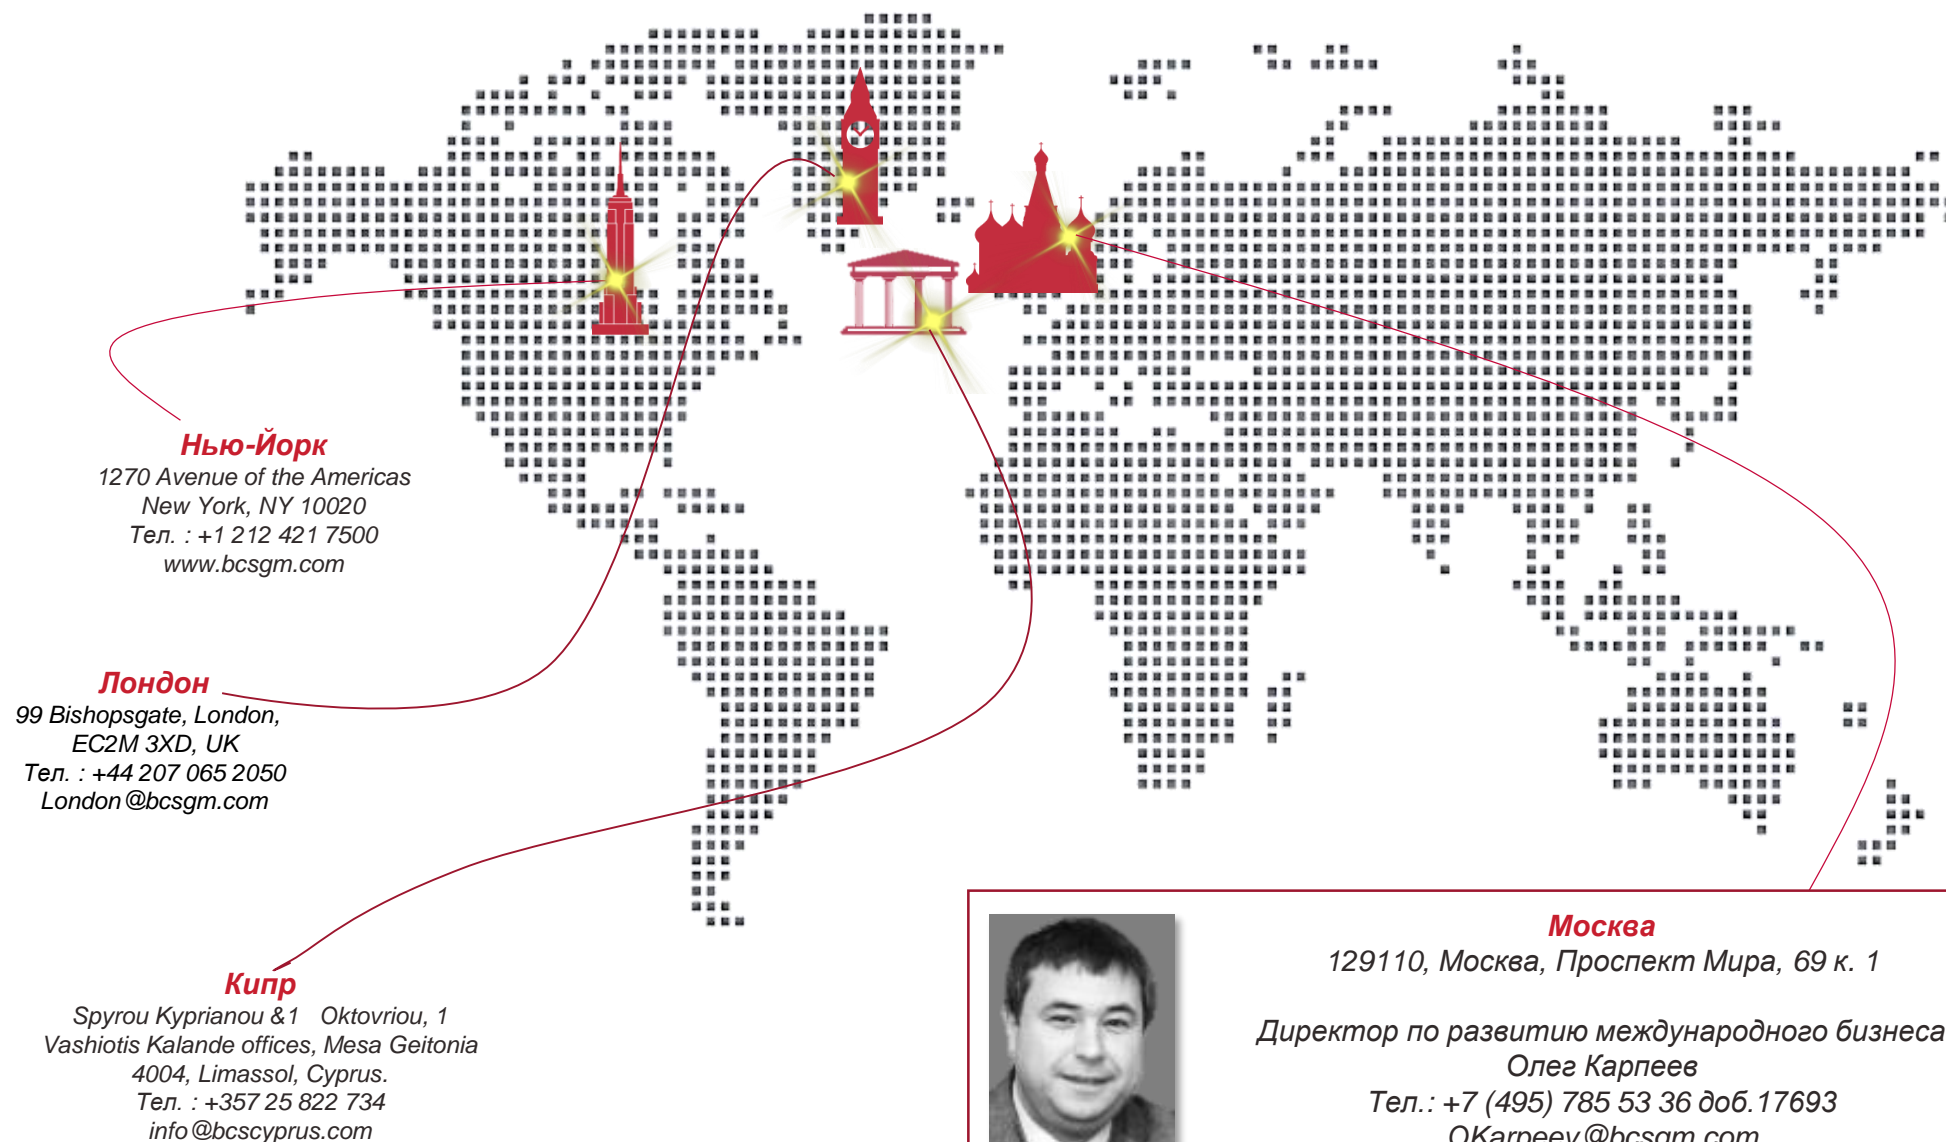 Нью-Йорк
1270 Avenue of the Americas
New York, NY 10020
Тел. : +1 212 421 7500
www.bcsgm.com
Лондон
99 Bishopsgate, London,
EC2M 3XD, UK
Тел. : +44 207 065 2050
London@bcsgm.com
Кипр
Spyrou Kyprianou &1 Oktovriou, 1
Vashiotis Kalande offices, Mesa Geitonia
4004, Limassol, Cyprus.
Тел. : +357 25 822 734
info@bcscyprus.com
Москва
129110, Москва, Проспект Мира, 69 к. 1
Директор по развитию международного бизнеса
Олег Карпеев
Тел.: +7 (495) 785 53 36 доб.17693
OKarpeev@bcsgm.com